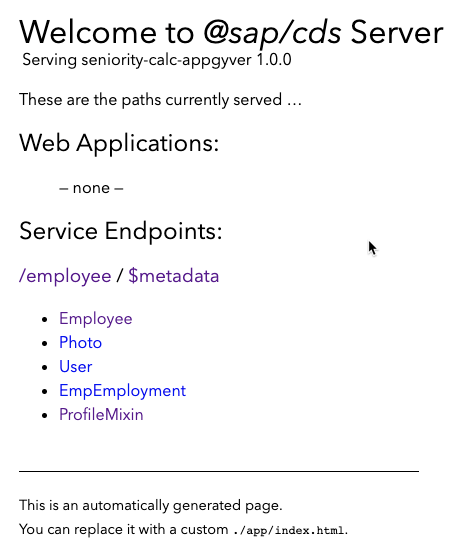 Welcome to @sap/cds Server
Serving seniority-calc-appgyver 1.0.0
These are the paths currently served …
Web Applications:
— none —
Service Endpoints:
/employee / $metadata
• Employee
• Photo
• User
• EmpEmployment
• ProfileMixin
This is an automatically generated page.
You can replace it with a custom ./app/index.html.